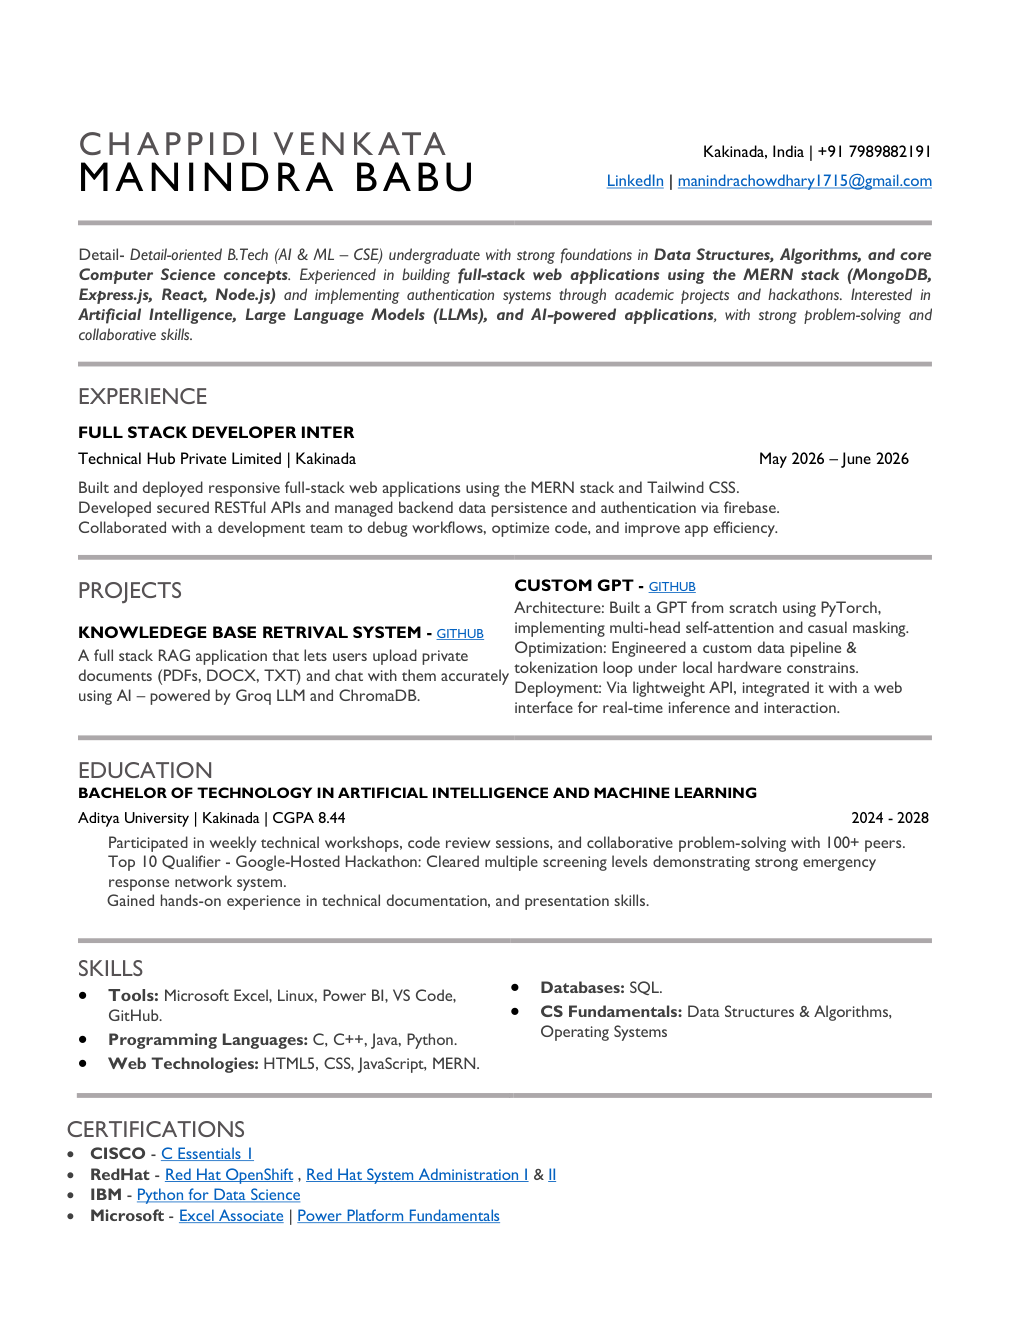 CHAPPIDI VENKATA
MANINDRA BABU
Kakinada, India | +91 7989882191
LinkedIn | manindrachowdhary1715@gmail.com
Detail- Detail-oriented B.Tech (AI & ML – CSE) undergraduate with strong foundations in Data Structures, Algorithms, and core
Computer Science concepts. Experienced in building full-stack web applications using the MERN stack (MongoDB,
Express.js, React, Node.js) and implementing authentication systems through academic projects and hackathons. Interested in
Artificial Intelligence, Large Language Models (LLMs), and AI-powered applications, with strong problem-solving and
collaborative skills.
EXPERIENCE
FULL STACK DEVELOPER INTER
Technical Hub Private Limited | Kakinada May 2026 – June 2026
Built and deployed responsive full-stack web applications using the MERN stack and Tailwind CSS.
Developed secured RESTful APIs and managed backend data persistence and authentication via firebase.
Collaborated with a development team to debug workflows, optimize code, and improve app efficiency.
PROJECTS
KNOWLEDEGE BASE RETRIVAL SYSTEM - GITHUB
A full stack RAG application that lets users upload private
documents (PDFs, DOCX, TXT) and chat with them accurately
using AI – powered by Groq LLM and ChromaDB.
CUSTOM GPT - GITHUB
Architecture: Built a GPT from scratch using PyTorch,
implementing multi-head self-attention and casual masking.
Optimization: Engineered a custom data pipeline &
tokenization loop under local hardware constrains.
Deployment: Via lightweight API, integrated it with a web
interface for real-time inference and interaction.
EDUCATION
BACHELOR OF TECHNOLOGY IN ARTIFICIAL INTELLIGENCE AND MACHINE LEARNING
Aditya University | Kakinada | CGPA 8.44 2024 - 2028
Participated in weekly technical workshops, code review sessions, and collaborative problem-solving with 100+ peers.
Top 10 Qualifier - Google-Hosted Hackathon: Cleared multiple screening levels demonstrating strong emergency
response network system.
Gained hands-on experience in technical documentation, and presentation skills.
SKILLS
• Tools: Microsoft Excel, Linux, Power BI, VS Code,
GitHub.
• Programming Languages: C, C++, Java, Python.
• Web Technologies: HTML5, CSS, JavaScript, MERN.
• Databases: SQL.
• CS Fundamentals: Data Structures & Algorithms,
Operating Systems
CERTIFICATIONS
• CISCO - C Essentials 1
• RedHat - Red Hat OpenShift , Red Hat System Administration I & II
• IBM - Python for Data Science
• Microsoft - Excel Associate | Power Platform Fundamentals